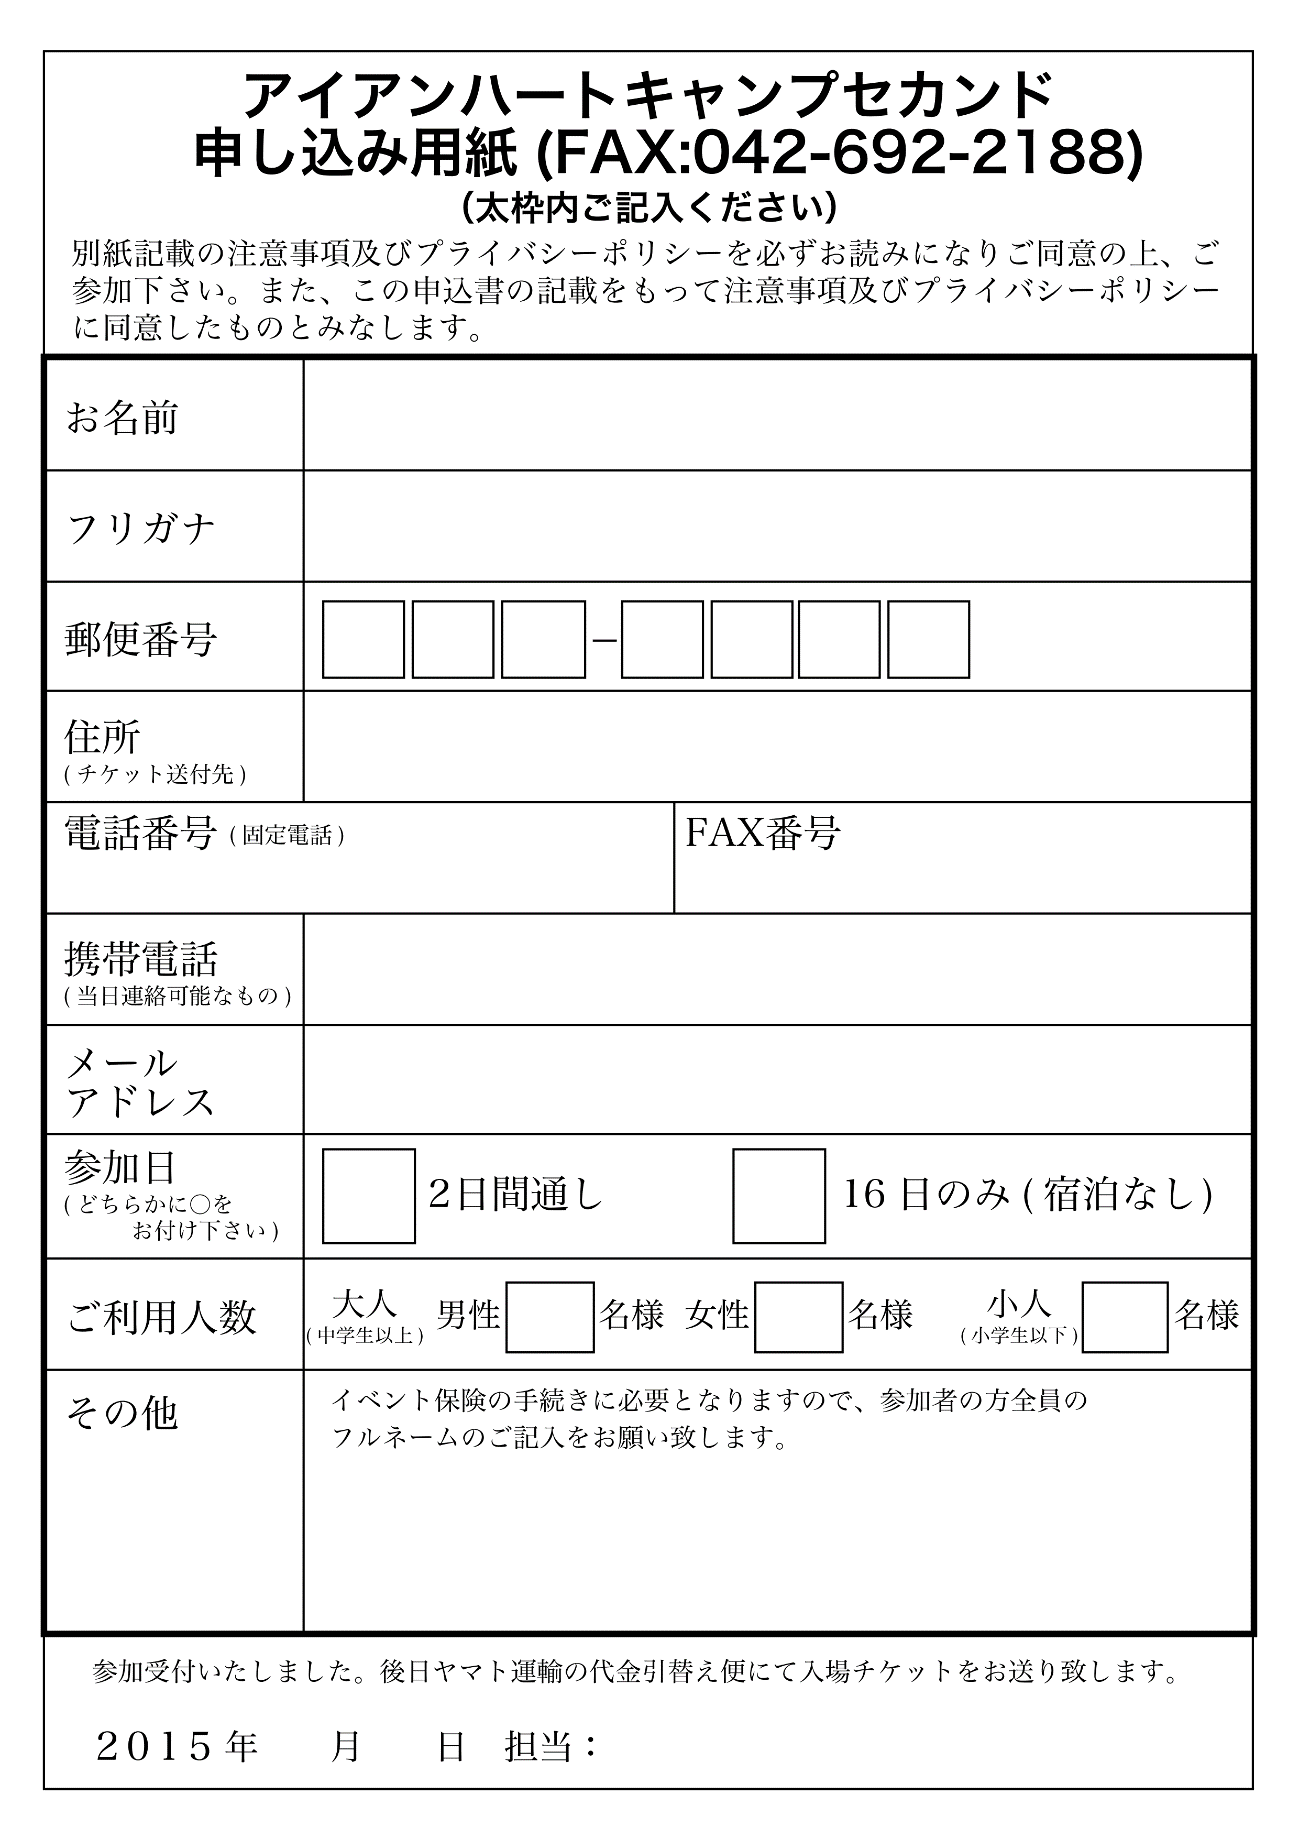 アイアンハートキャンプセカンド
申し込み用紙 (FAX:042-692-2188)
（太枠内ご記入ください）
別紙記載の注意事項及びプライバシーポリシーを必ずお読みになりご同意の上、ご
参加下さい。また、この申込書の記載をもって注意事項及びプライバシーポリシー
に同意したものとみなします。
お名前
フリガナ
郵便番号
–
住所
( チケット送付先 )
電話番号 ( 固定電話 )
FAX番号
携帯電話
( 当日連絡可能なもの )
メール
アドレス
参加日
( どちらかに〇を
お付け下さい )
2日間通し
16 日のみ ( 宿泊なし )
ご利用人数
大人
( 中学生以上 )
男性 名様 女性 名様
小人
( 小学生以下 )
名様
その他
イベント保険の手続きに必要となりますので、参加者の方全員の
フルネームのご記入をお願い致します。
参加受付いたしました。後日ヤマト運輸の代金引替え便にて入場チケットをお送り致します。
２０１５ 年 月 日 担当：